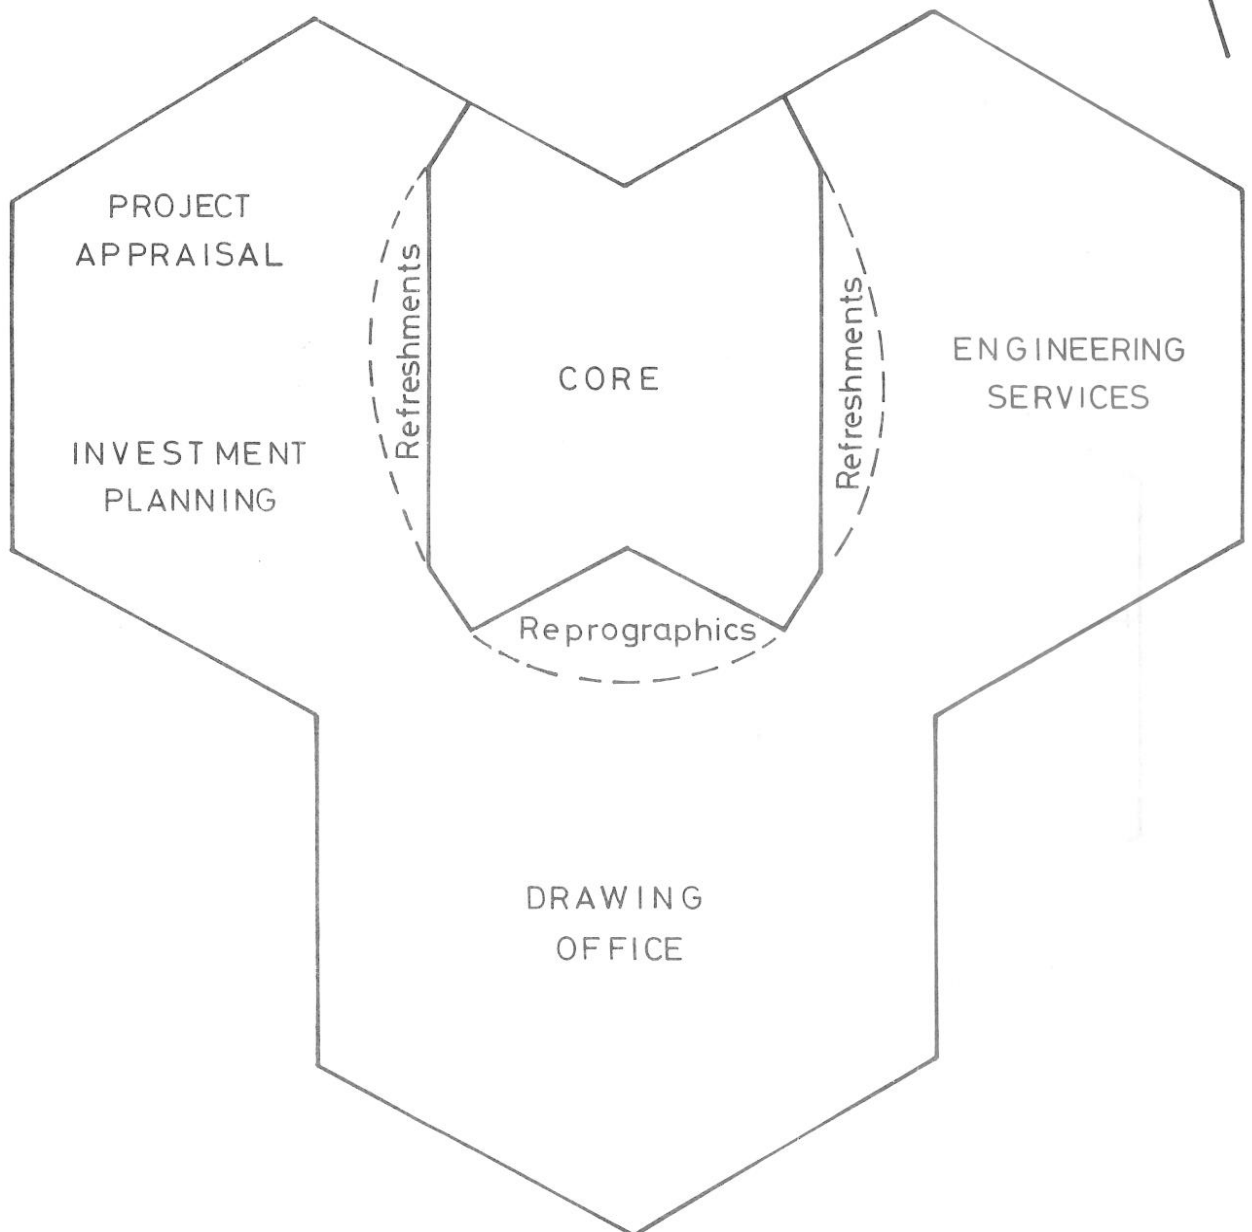 PROJECT
APPRAISAL
INVESTMENT
PLANNING
Refreshments
CORE
Refreshments
ENGINEERING
SERVICES
Reprographics
DRAWING
OFFICE